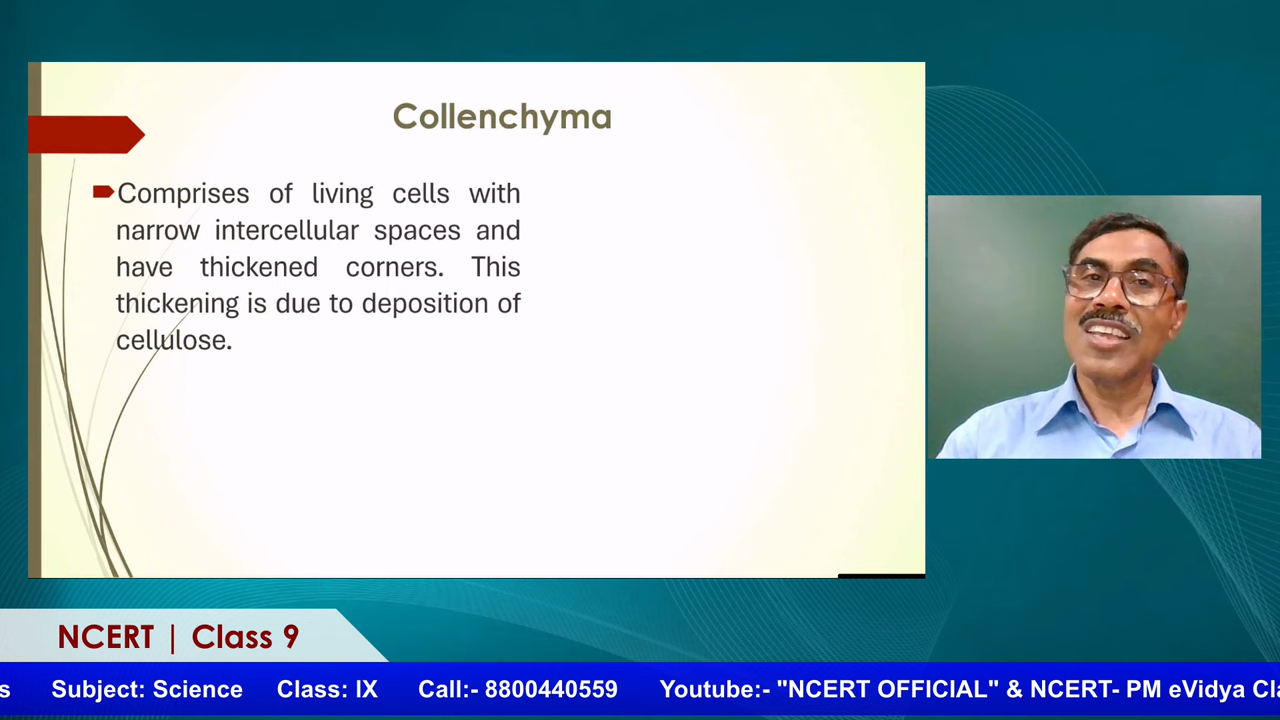 Collenchyma
Comprises of living cells with
narrow intercellular spaces and
have thickened corners. This
thickening is due to deposition of
cellulose.
NCERT | Class 9
s Subject: Science Class: IX Call:- 8800440559 Youtube:- "NCERT OFFICIAL" & NCERT- PM eVidya Cla